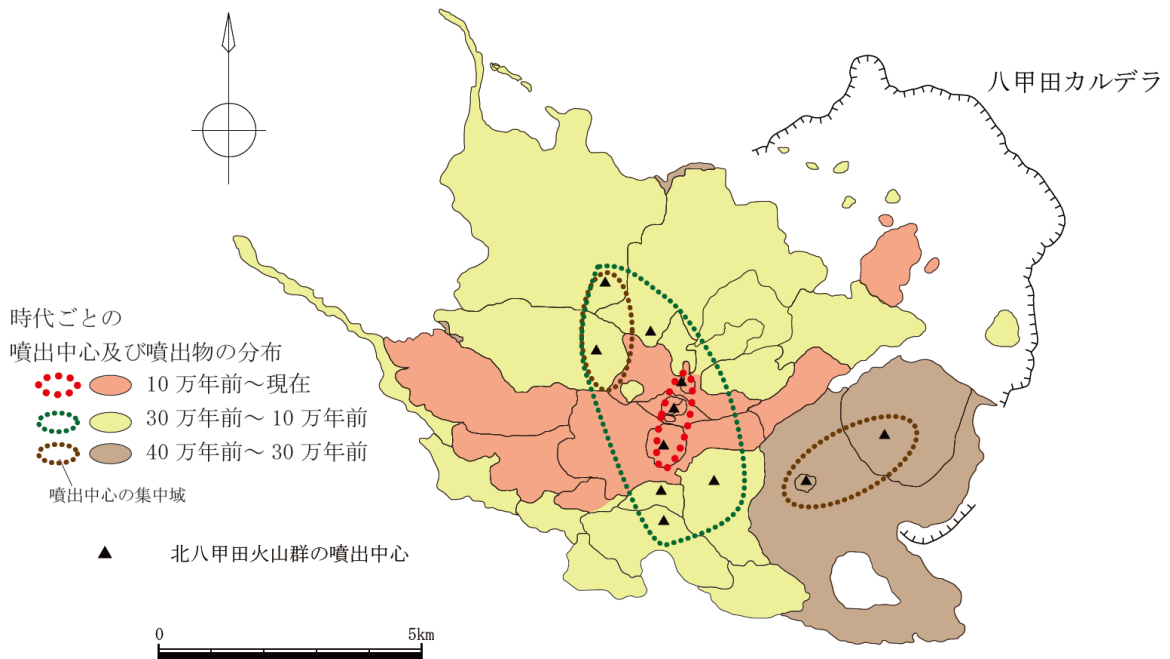 八甲田カルデラ
時代ごとの
噴出中心及び噴出物の分布
10 万年前〜現在
30 万年前〜 10 万年前
40 万年前〜 30 万年前
噴出中心の集中域
北八甲田火山群の噴出中心
0 5km